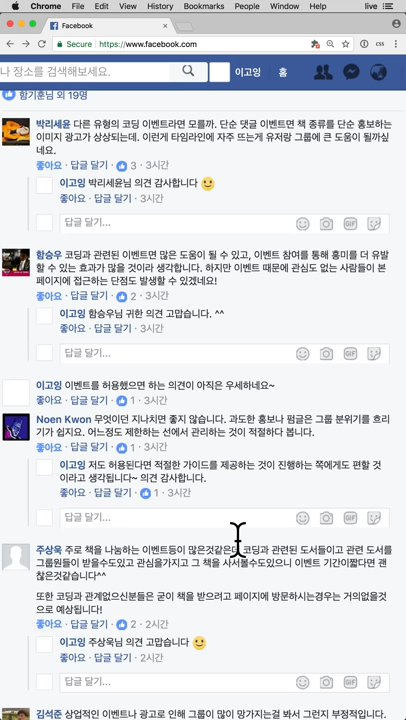 Chrome File Edit View History Bookmarks People Window live
Facebook
Secure https://www.facebook.com css
나 장소를 검색해보세요. 이고잉 홈
함기훈님 외 19명
박리세윤 다른 유형의 코딩 이벤트라면 모를까. 단순 댓글 이벤트면 책 종류를 단순 홍보하는
이미지 광고가 상상되는데. 이런게 타임라인에 자주 뜨는게 유저랑 그룹에 큰 도움이 될까싶
네요.
좋아요 · 답글 달기 · 3 · 3시간
이고잉 박리세윤님 의견 감사합니다 🙂
좋아요 · 답글 달기 · 3시간
답글 달기... GIF
함승우 코딩과 관련된 이벤트면 많은 도움이 될 수 있고, 이벤트 참여를 통해 흥미를 더 유발
할 수 있는 효과가 많을 것이라 생각합니다. 하지만 이벤트 때문에 관심도 없는 사람들이 본
페이지에 접근하는 단점도 발생할 수 있겠네요!
좋아요 · 답글 달기 · 2 · 3시간
이고잉 함승우님 귀한 의견 고맙습니다. ^^
좋아요 · 답글 달기 · 3시간
답글 달기... GIF
이고잉 이벤트를 허용했으면 하는 의견이 아직은 우세하네요~
좋아요 · 답글 달기 · 1 · 3시간
Noen Kwon 무엇이던 지나치면 좋지 않습니다. 과도한 홍보나 펌글은 그룹 분위기를 흐리
기가 쉽지요. 어느정도 제한하는 선에서 관리하는 것이 적절하다 봅니다.
좋아요 · 답글 달기 · 1 · 3시간
이고잉 저도 허용된다면 적절한 가이드를 제공하는 것이 진행하는 쪽에게도 편할 것
이라고 생각됩니다~ 의견 감사합니다.
좋아요 · 답글 달기 · 1 · 3시간
답글 달기... GIF
주상욱 주로 책을 나눔하는 이벤트등이 많은것같은데 코딩과 관련된 도서들이고 관련 도서를
그룹원들이 받을수도있고 관심을가지고 그 책을 사서볼수도있으니 이벤트 기간이짧다면 괜
찮은것같습니다^^
또한 코딩과 관계없으신분들은 굳이 책을 받으려고 페이지에 방문하시는경우는 거의없을것
으로 예상됩니다!
좋아요 · 답글 달기 · 2 · 2시간
이고잉 주상욱님 의견 고맙습니다 🙂
좋아요 · 답글 달기 · 2시간
답글 달기... GIF
김석준 상업적인 이벤트나 광고로 인해 그룹이 많이 망가지는걸 봐서 그런지 부정적입니다.